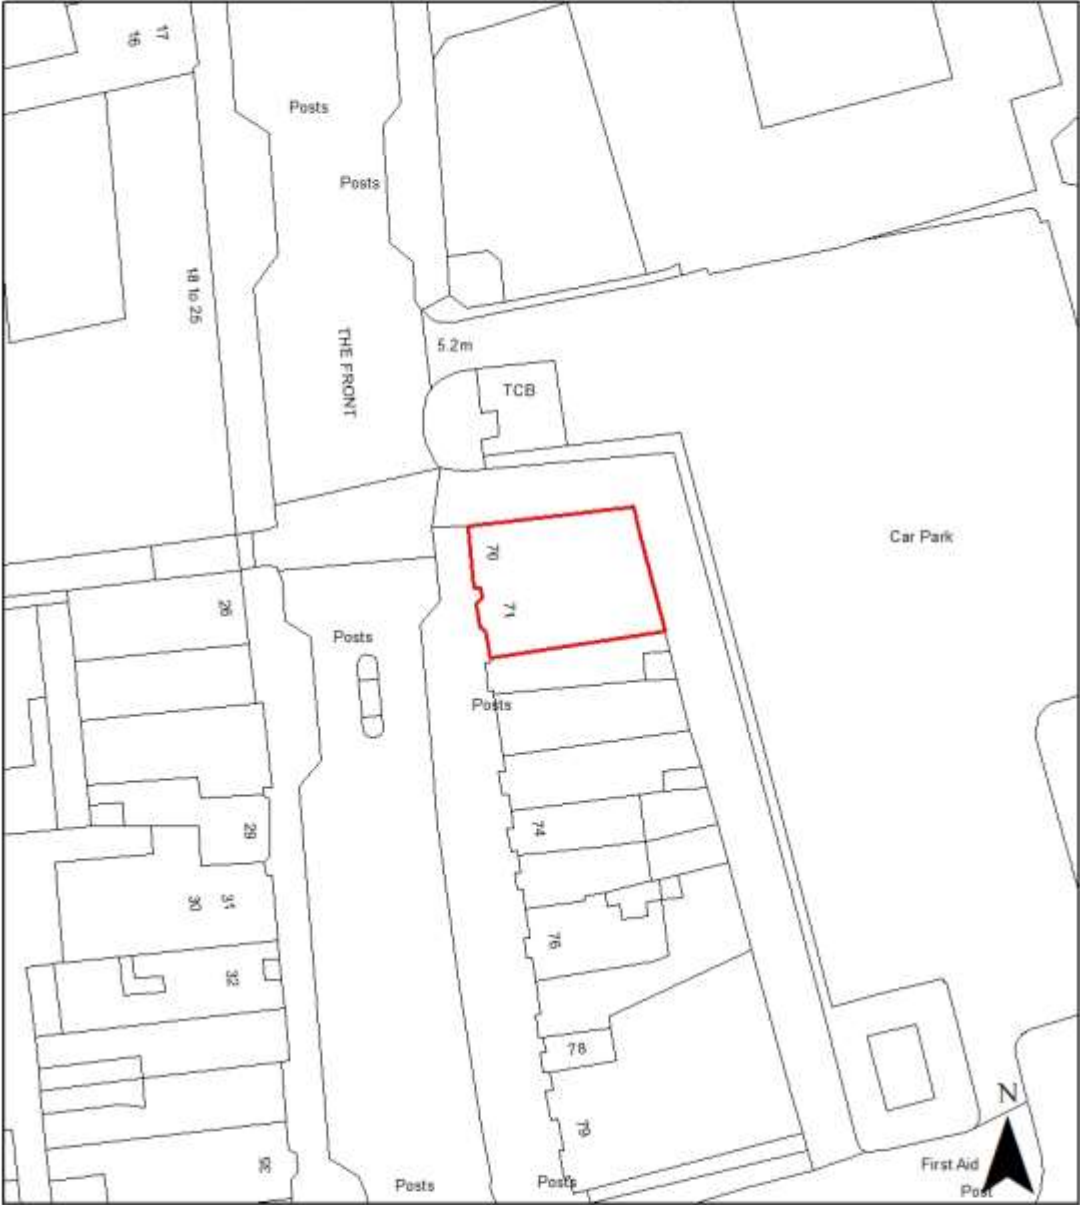 17
16
Posts
Posts
18 to 25
THE FRONT
5.2m
TCB
Car Park
70
71
26
Posts
Posts
74
29
31
30
76
32
78
79
35
Posts
Posts
First Aid
Post
N